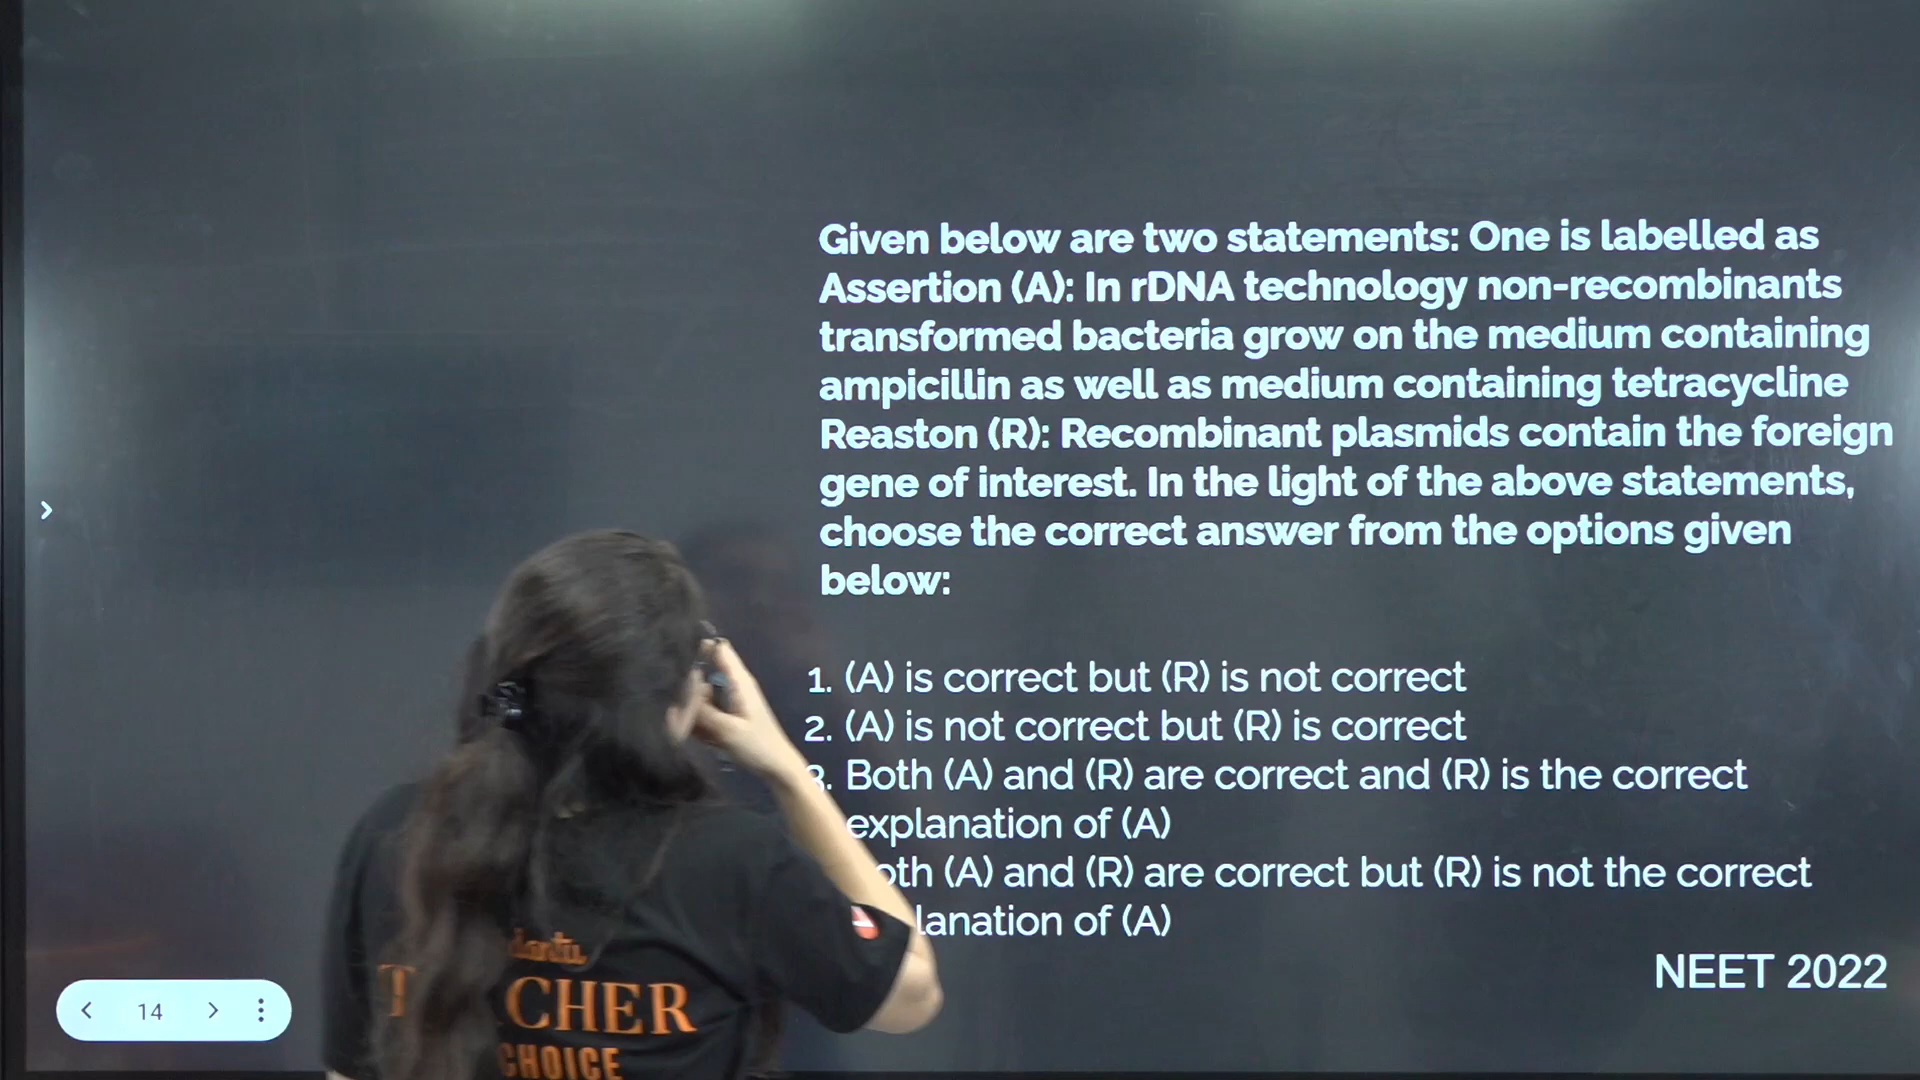 Given below are two statements: One is labelled as
Assertion (A): In rDNA technology non-recombinants
transformed bacteria grow on the medium containing
ampicillin as well as medium containing tetracycline
Reaston (R): Recombinant plasmids contain the foreign
gene of interest. In the light of the above statements,
choose the correct answer from the options given
below:
1. (A) is correct but (R) is not correct
2. (A) is not correct but (R) is correct
3. Both (A) and (R) are correct and (R) is the correct
explanation of (A)
(A) and (R) are correct but (R) is not the correct
of (A)
NEET 2022
14
CHOICE